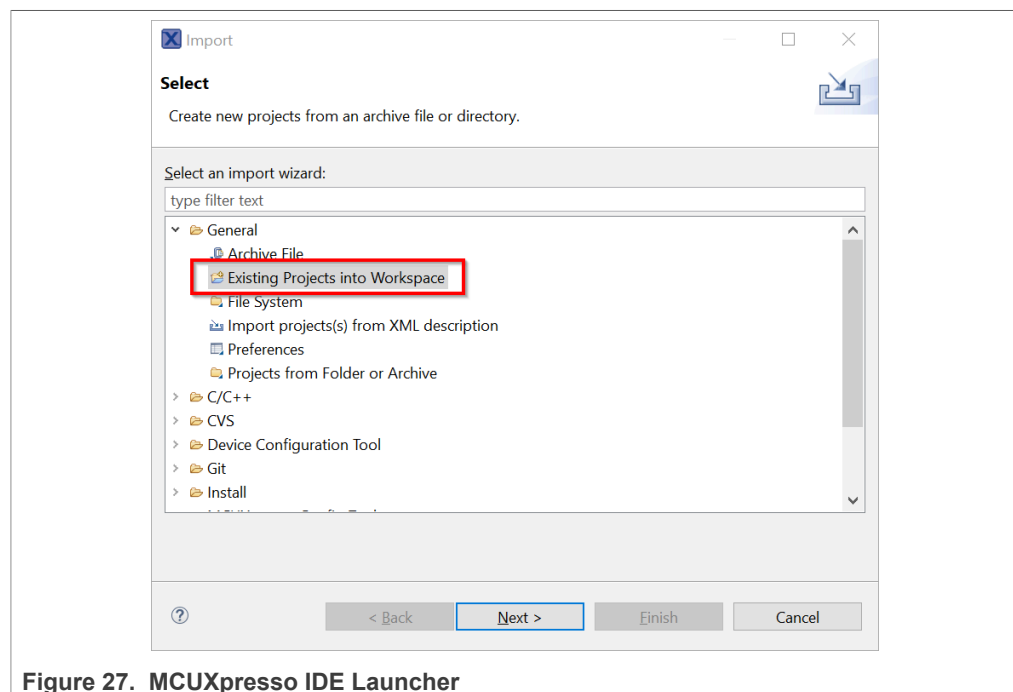 Import
Select
Create new projects from an archive file or directory.
Select an import wizard:
type filter text
General
Archive File
Existing Projects into Workspace
File System
Import projects(s) from XML description
Preferences
Projects from Folder or Archive
C/C++
CVS
Device Configuration Tool
Git
Install
< Back Next > Finish Cancel
Figure 27. MCUXpresso IDE Launcher